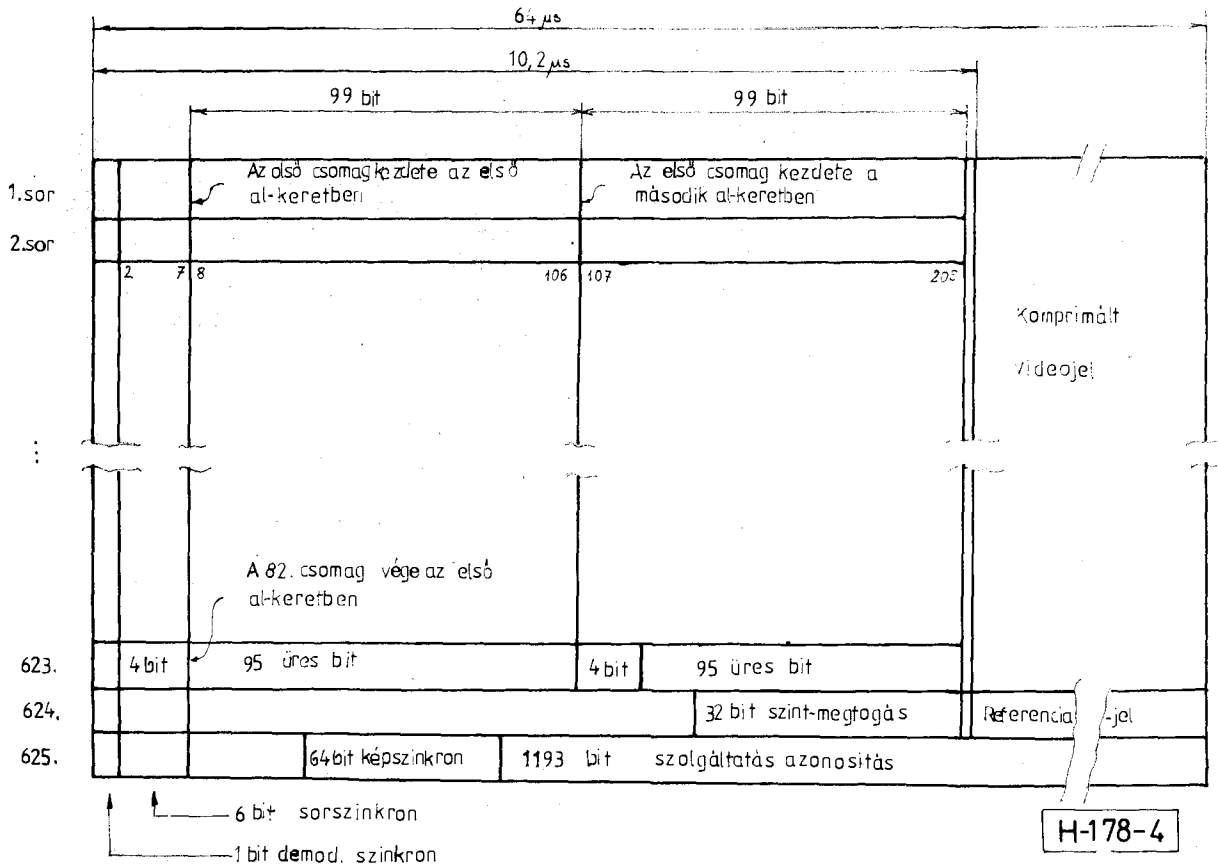 64 µs
10,2 µs
99 bit
99 bit
1.sor
Az első csomag kezdete az első
al-keretben
Az első csomag kezdete a
második al-keretben
2.sor
2 7 8 106 107 205
Komprimált
Videojel
A 82. csomag vége az első
al-keretben
623.
4 bit
95 üres bit
4 bit
95 üres bit
624.
32 bit szint-megfogás
Referencia -jel
625.
64 bit képszinkron
1193 bit szolgáltatás azonosítás
6 bit sorszinkron
1 bit demod. szinkron
H-178-4